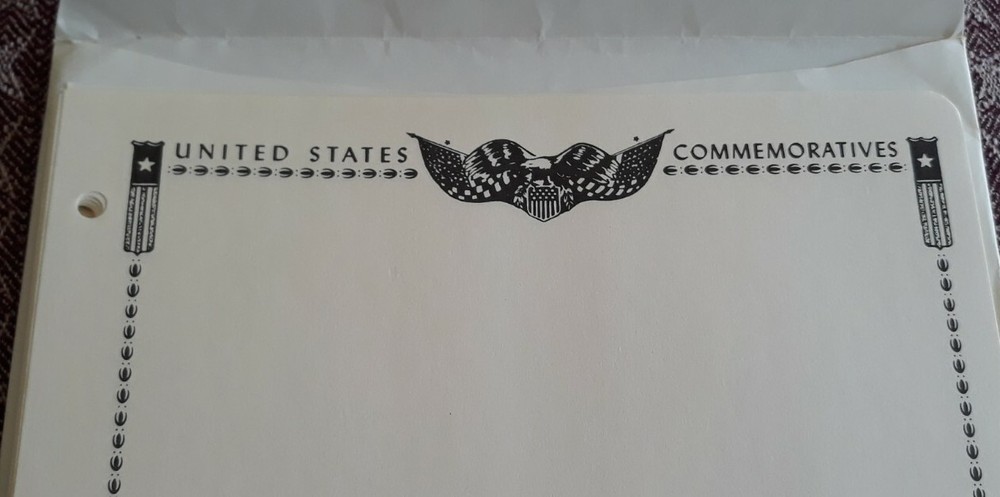 UNITED STATES COMMEMORATIVES